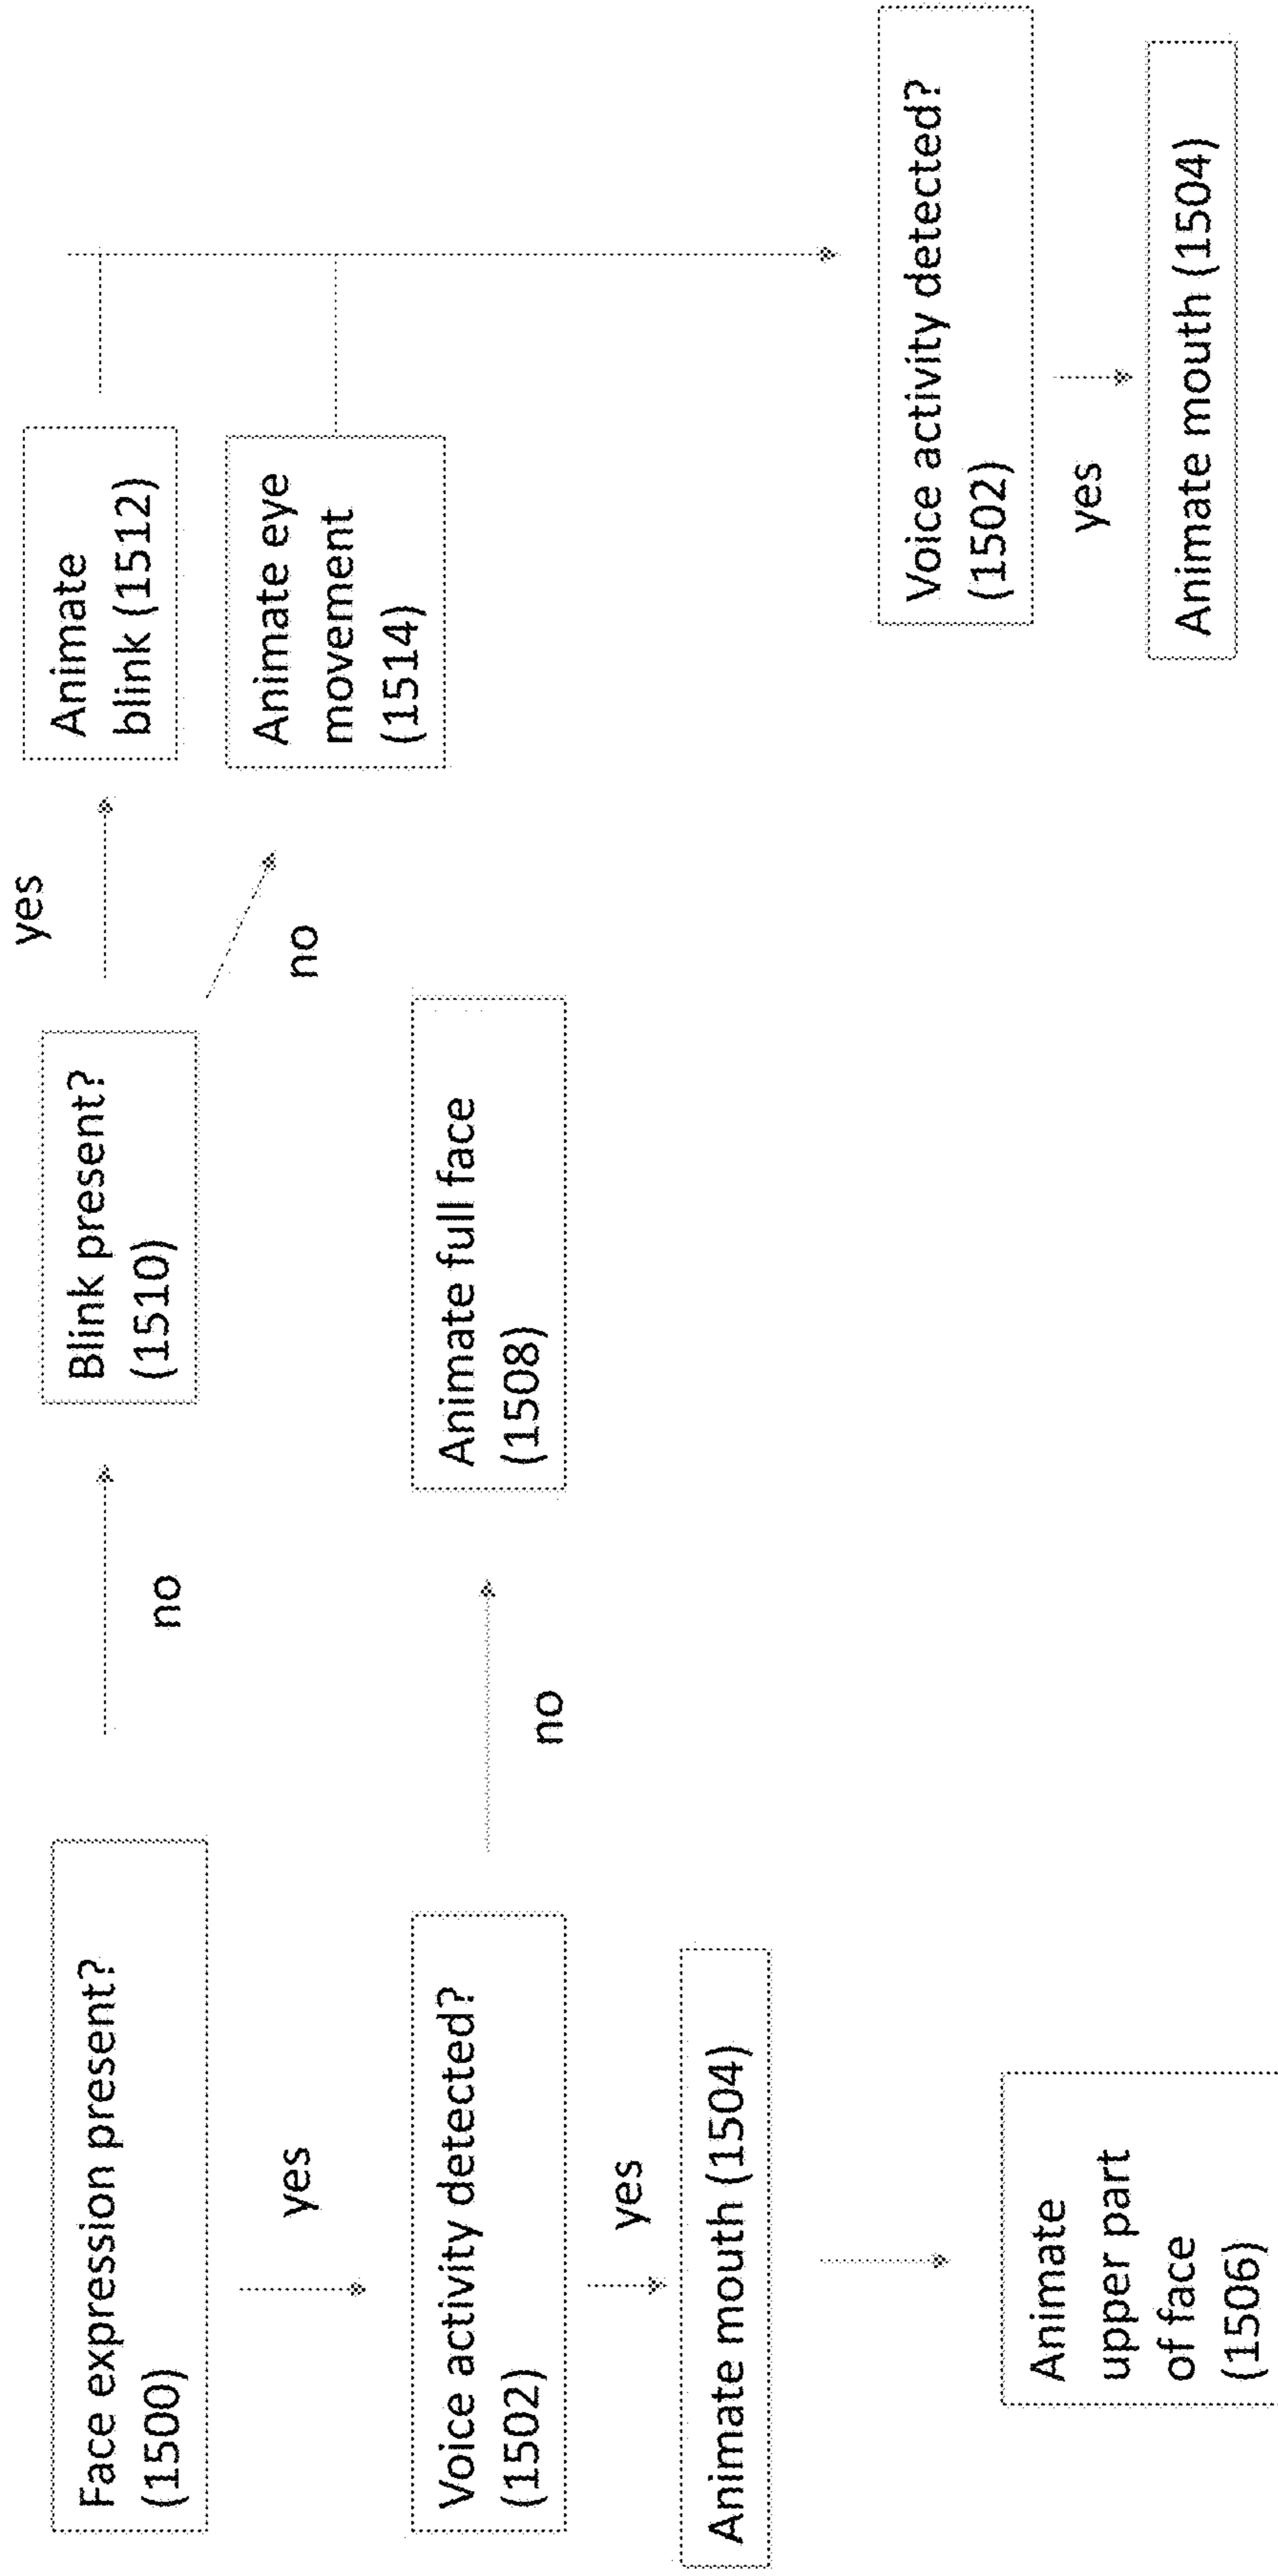 Face expression present?
(1500)
no
Blink present?
(1510)
yes
Animate
blink (1512)
no
Animate eye
movement
(1514)
yes
Voice activity detected?
(1502)
no
Animate full face
(1508)
yes
Animate mouth (1504)
Animate
upper part
of face
(1506)
Voice activity detected?
(1502)
yes
Animate mouth (1504)